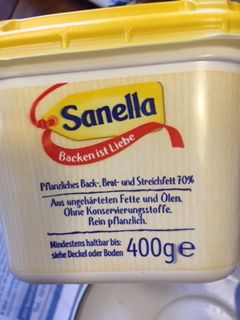 Sanella
Backen ist Liebe
Pflanzliches Back-, Brat- und Streichfett 70%
Aus ungehärteten Fetten und Ölen.
Ohne Konservierungsstoffe.
Rein pflanzlich.
Mindestens haltbar bis:
siehe Deckel oder Boden
400g e